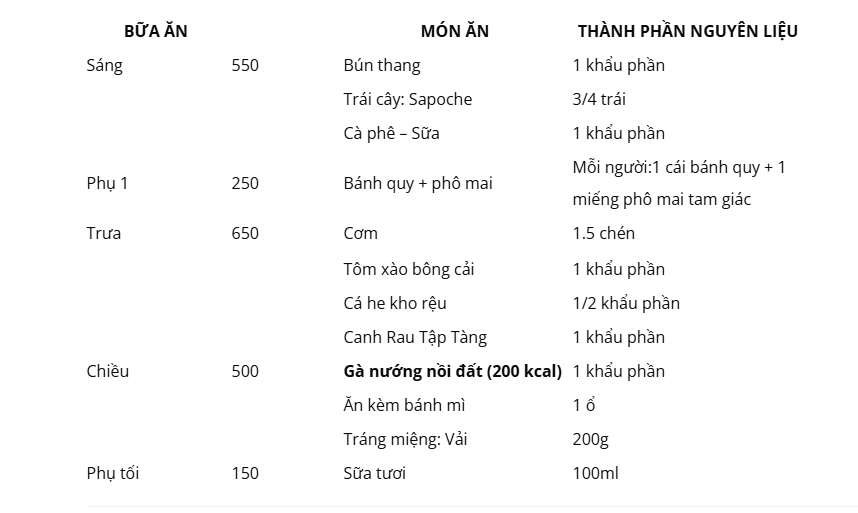 BỮA ĂN MÓN ĂN THÀNH PHẦN NGUYÊN LIỆU
Sáng 550 Bún thang 1 khẩu phần
Trái cây: Sapoche 3/4 trái
Cà phê – Sữa 1 khẩu phần
Phụ 1 250 Bánh quy + phô mai Mỗi người:1 cái bánh quy + 1
miếng phô mai tam giác
Trưa 650 Cơm 1.5 chén
Tôm xào bông cải 1 khẩu phần
Cá he kho rệu 1/2 khẩu phần
Canh Rau Tập Tàng 1 khẩu phần
Chiều 500 Gà nướng nồi đất (200 kcal) 1 khẩu phần
Ăn kèm bánh mì 1 ổ
Tráng miệng: Vải 200g
Phụ tối 150 Sữa tươi 100ml